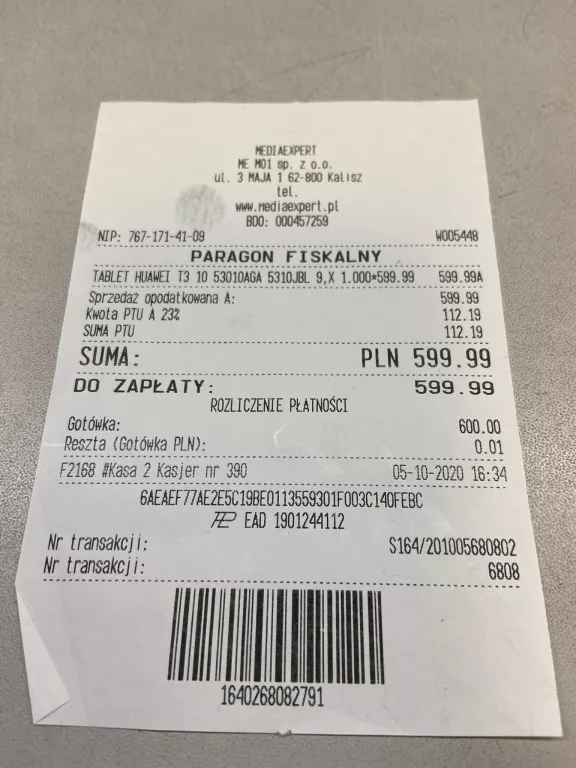 MEDIAEXPERT
ME M01 sp. z o.o.
ul. 3 MAJA 1 62-800 Kalisz
tel.
www.mediaexpert.pl
BDO: 000457259
NIP: 767-171-41-09 W005448
PARAGON FISKALNY
TABLET HUAWEI T3 10 53010AGA 5310JBL 9,X 1.000*599.99 599.99A
Sprzedaż opodatkowana A: 599.99
Kwota PTU A 23% 112.19
SUMA PTU 112.19
SUMA: PLN 599.99
DO ZAPŁATY: 599.99
ROZLICZENIE PŁATNOŚCI
Gotówka: 600.00
Reszta (Gotówka PLN): 0.01
F2168 #Kasa 2 Kasjer nr 390 05-10-2020 16:34
6AEAEF77AE2E5C19BE0113559301F003C140FEBC
EAD 1901244112
Nr transakcji: S164/201005680802
Nr transakcji: 6808
1640268082791